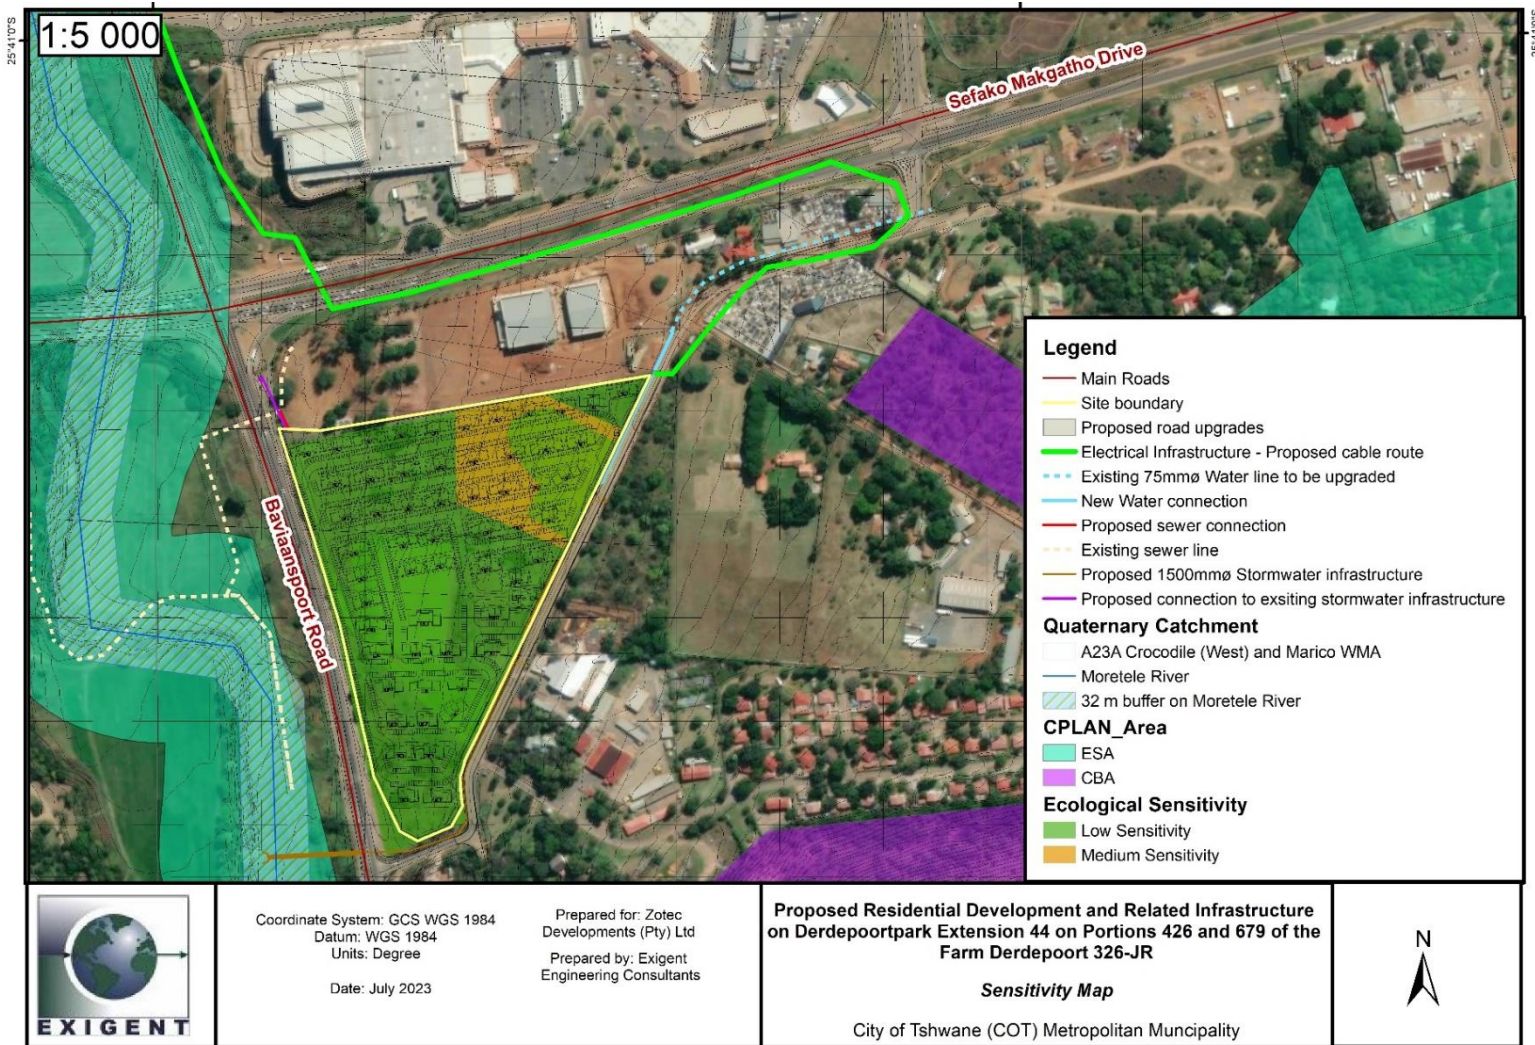 1:5 000
25°41'0"S
25°41'0"S
Sefako Makgatho Drive
Baviaanspoort Road
Legend
Main Roads
Site boundary
Proposed road upgrades
Electrical Infrastructure - Proposed cable route
Existing 75mmø Water line to be upgraded
New Water connection
Proposed sewer connection
Existing sewer line
Proposed 1500mmø Stormwater infrastructure
Proposed connection to exsiting stormwater infrastructure
Quaternary Catchment
A23A Crocodile (West) and Marico WMA
Moretele River
32 m buffer on Moretele River
CPLAN_Area
ESA
CBA
Ecological Sensitivity
Low Sensitivity
Medium Sensitivity
EXIGENT
Coordinate System: GCS WGS 1984
Datum: WGS 1984
Units: Degree
Date: July 2023
Prepared for: Zotec
Developments (Pty) Ltd
Prepared by: Exigent
Engineering Consultants
Proposed Residential Development and Related Infrastructure
on Derdepoortpark Extension 44 on Portions 426 and 679 of the
Farm Derdepoort 326-JR
Sensitivity Map
City of Tshwane (COT) Metropolitan Muncipality
N